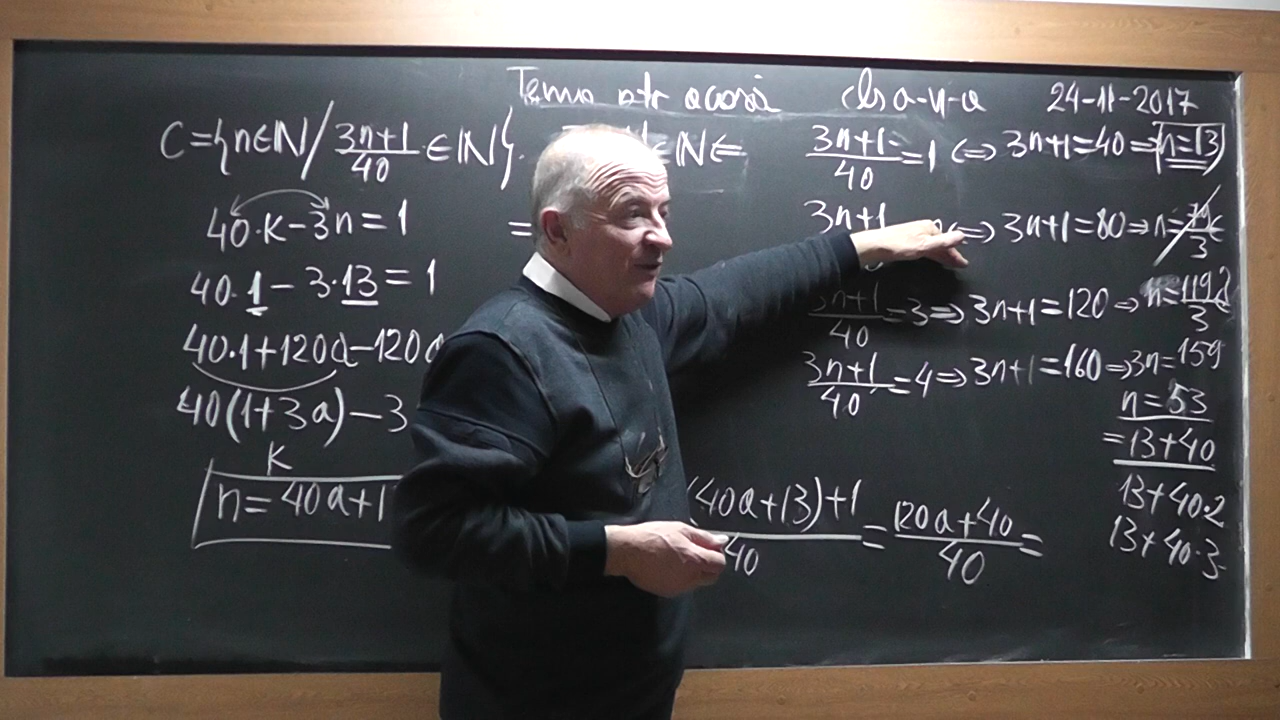 Tema ptr acasă cls a-V-a 24-11-2017
C={n∈ℕ/ (3n+1)/40 ∈ℕ}. ∈ℕ⇐
40·k-3n=1 =
40·1-3·13=1
40·1+120a-120a
40(1+3a)-3
k
n=40a+1
(3n+1)/40=1 ⇔ 3n+1=40 ⇒ n=13
3n+1 ⇔ 3n+1=80 ⇒ n=79/3
(3n+1)/40=3 ⇒ 3n+1=120 ⇒ n=119/3
(3n+1)/40=4 ⇒ 3n+1=160 ⇒ 3n=159
n=53
=13+40
13+40·2
13+40·3
(40a+13)+1/40 = (120a+40)/40 =